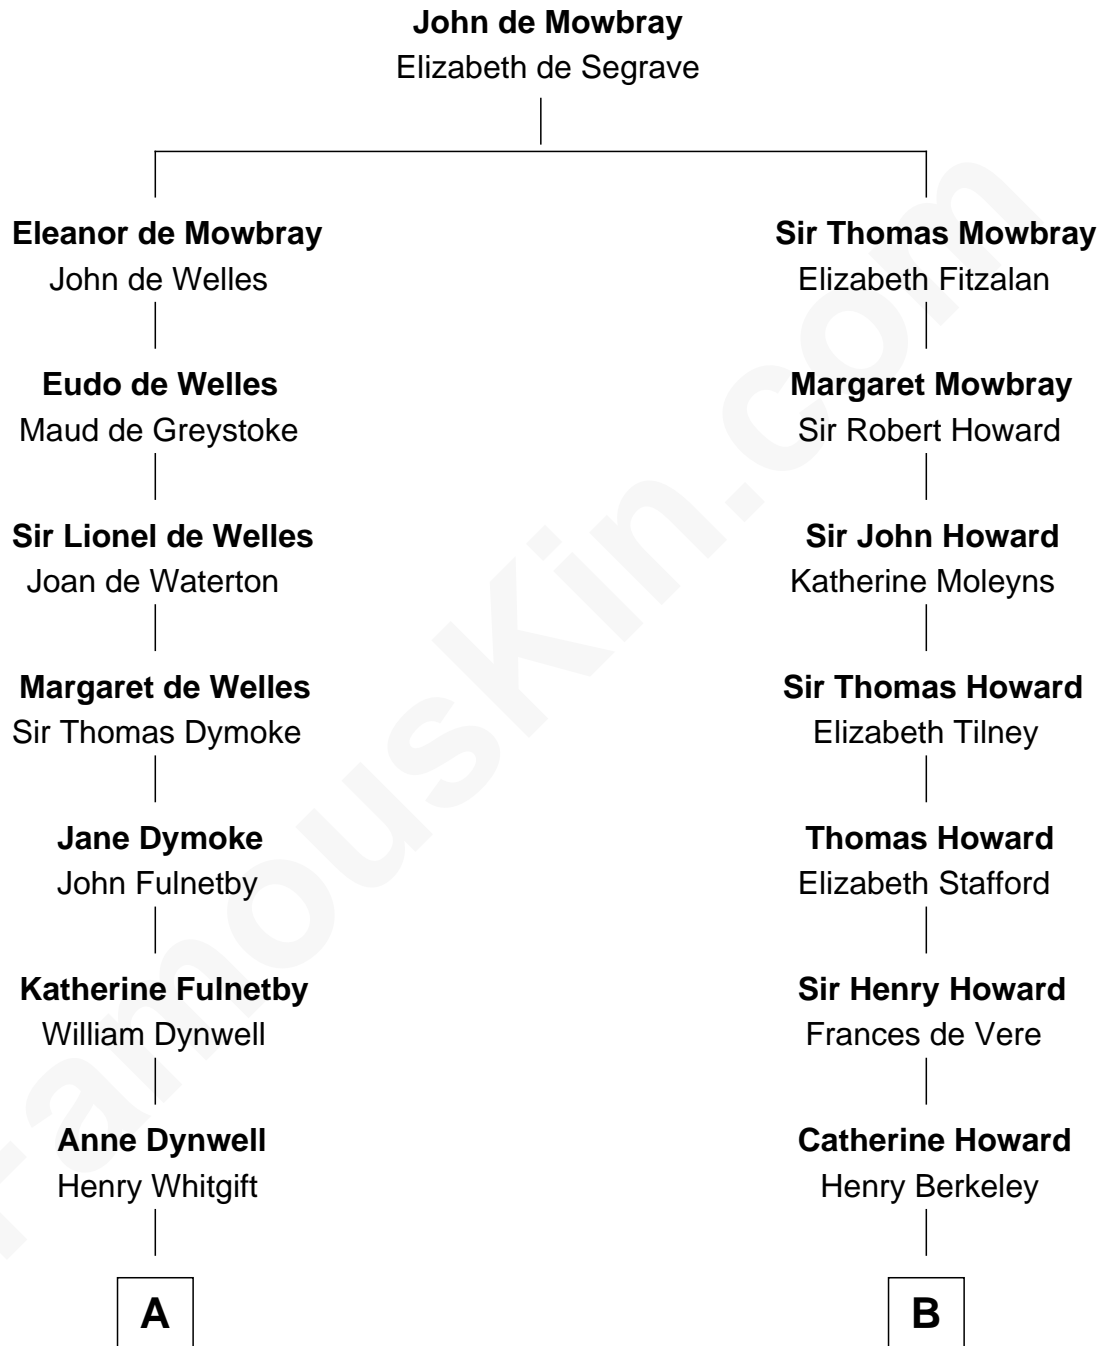 John de Mowbray
Elizabeth de Segrave
Eleanor de Mowbray
John de Welles
Eudo de Welles
Maud de Greystoke
Sir Lionel de Welles
Joan de Waterton
Margaret de Welles
Sir Thomas Dymoke
Jane Dymoke
John Fulnetby
Katherine Fulnetby
William Dynwell
Anne Dynwell
Henry Whitgift
A
Sir Thomas Mowbray
Elizabeth Fitzalan
Margaret Mowbray
Sir Robert Howard
Sir John Howard
Katherine Moleyns
Sir Thomas Howard
Elizabeth Tilney
Thomas Howard
Elizabeth Stafford
Sir Henry Howard
Frances de Vere
Catherine Howard
Henry Berkeley
B
FamousKin.com